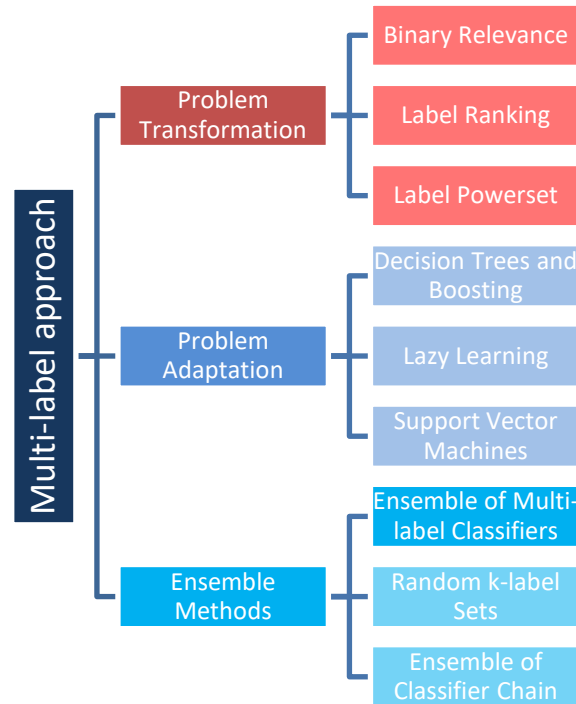 Multi-label approach
Problem
Transformation
Binary Relevance
Label Ranking
Label Powerset
Problem
Adaptation
Decision Trees and
Boosting
Lazy Learning
Support Vector
Machines
Ensemble
Methods
Ensemble of Multi-
label Classifiers
Random k-label
Sets
Ensemble of
Classifier Chain